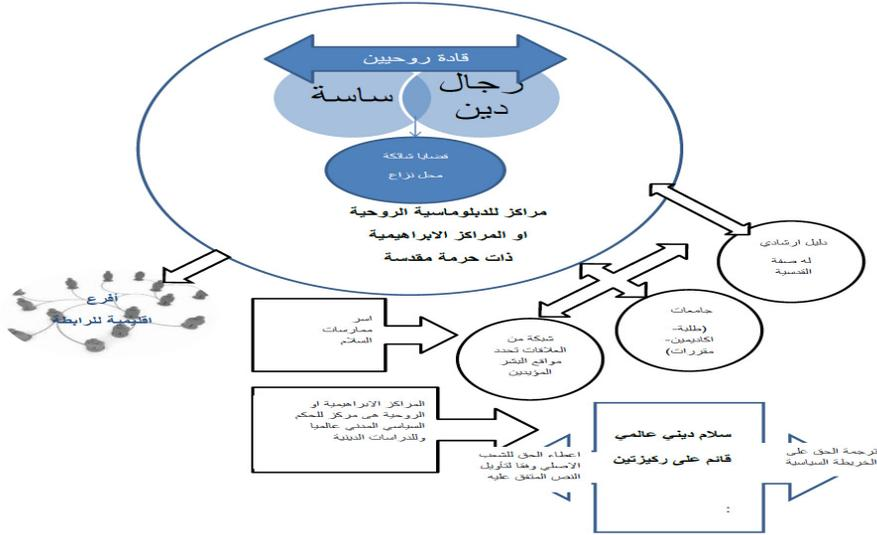 قادة روحيين
ساسة
رجال
دين
قضايا شائكة
محل نزاع
مراكز للدبلوماسية الروحية
او المراكز الابراهيمية
ذات حرمة مقدسة
دليل ارشادي
له صفة
القدسية
أفرع
اقليمية للرابطة
جامعات
(طلبة-
اكاديمين-
مقررات)
اسر
ممارسات
السلام
شبكة من
العلاقات تحدد
مواقع البشر
المؤيدين
المراكز الابراهيمية او
الروحية هى مركز للحكم
السياسي المدني عالميا
وللدراسات الدينية
سلام ديني عالمي
قائم على ركيزتين
:
ترجمة الحق على
الخريطة السياسية
اعطاء الحق للشعب
الاصلي وفقا لتأويل
النص المتفق عليه